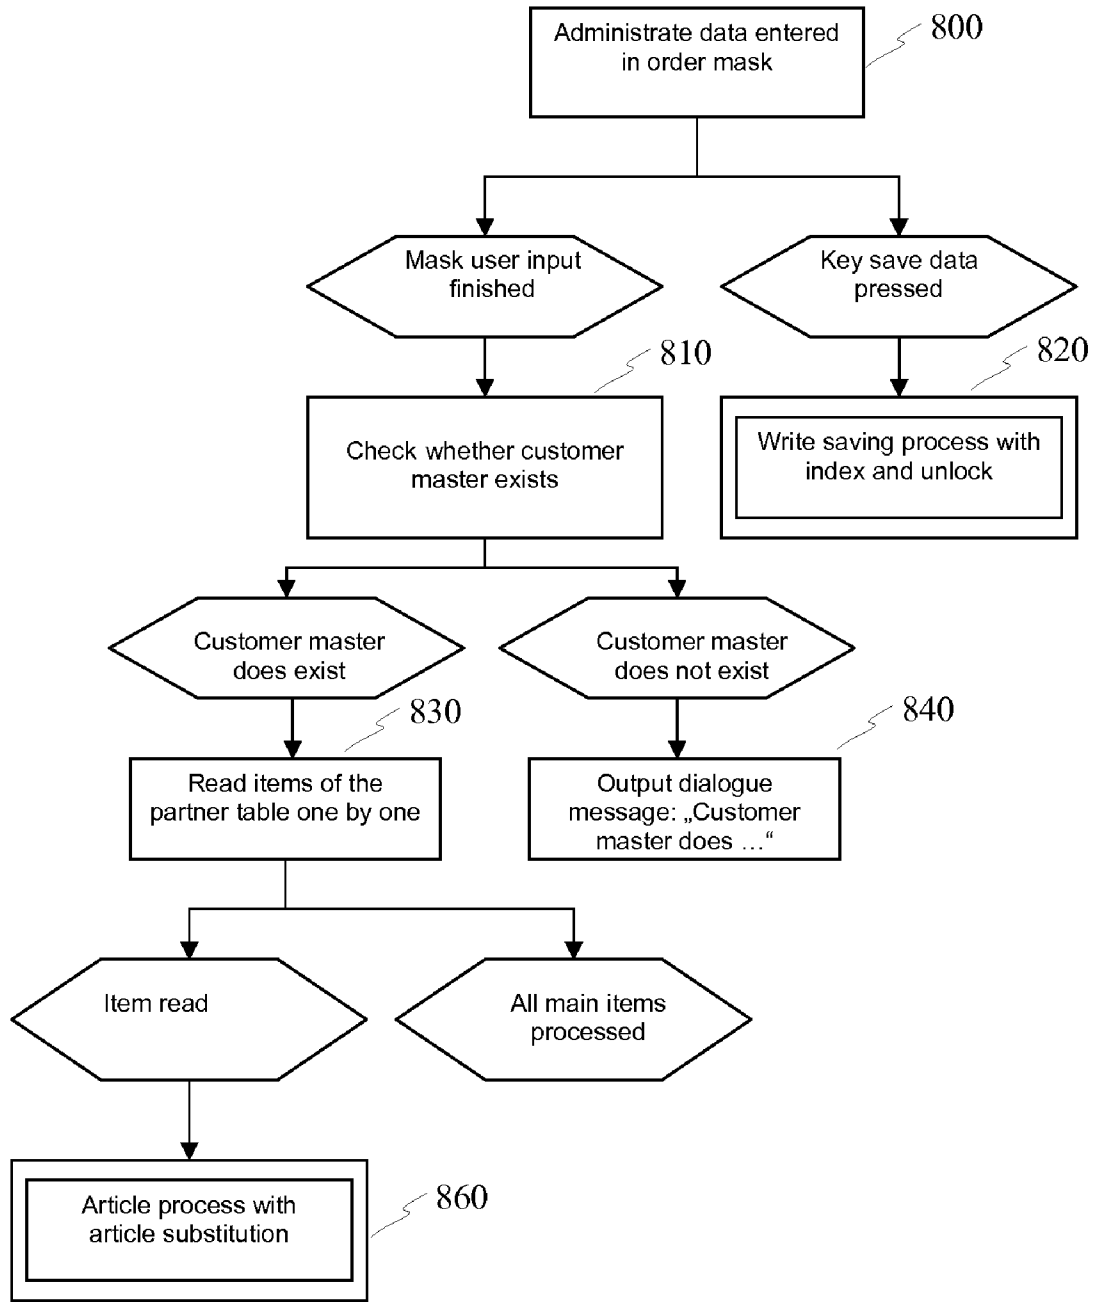 Administrate data entered
in order mask
800
Mask user input
finished
Key save data
pressed
810
820
Check whether customer
master exists
Write saving process with
index and unlock
Customer master
does exist
Customer master
does not exist
830
840
Read items of the
partner table one by one
Output dialogue
message: „Customer
master does …“
Item read
All main items
processed
Article process with
article substitution
860